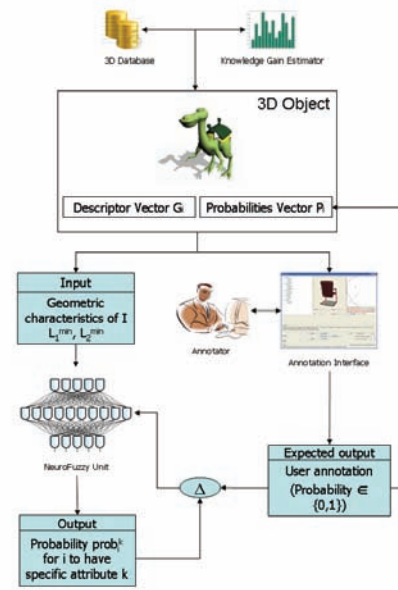 3D Database
Knowledge Gain Estimator
3D Object
Descriptor Vector Gᵢ
Probabilities Vector Pᵢ
Input
Geometric
characteristics of I
L₁ᵐⁱⁿ, L₂ᵐⁱⁿ
Annotator
Annotation Interface
NeuroFuzzy Unit
Δ
Expected output
User annotation
(Probability ∈
{0,1})
Output
Probability probᵢᵏ
for i to have
specific attribute k